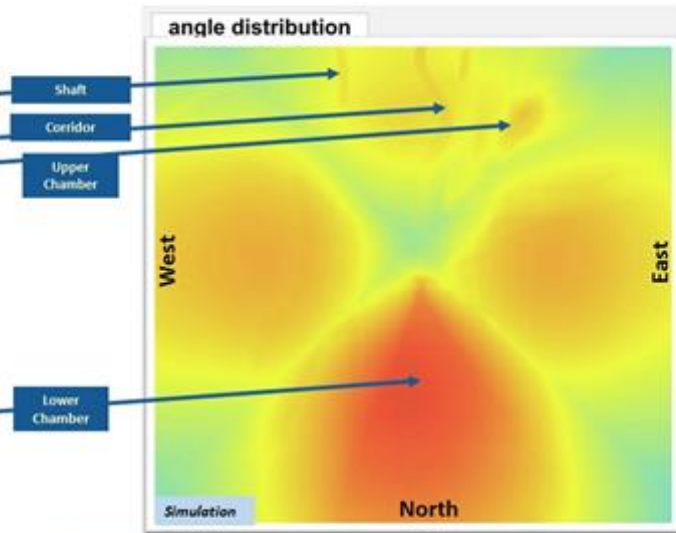 angle distribution
Shaft
Corridor
Upper
Chamber
West
East
Lower
Chamber
Simulation
North